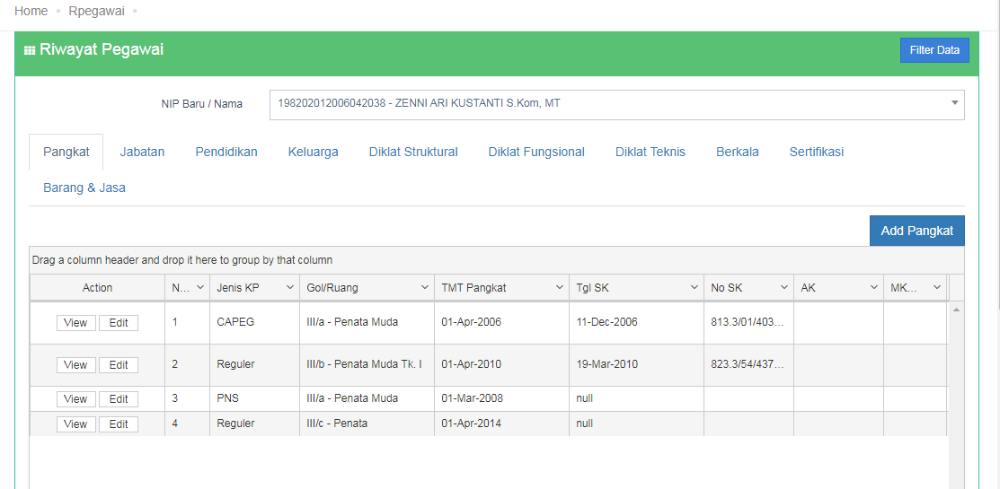 Home Rpegawai
Riwayat Pegawai Filter Data
NIP Baru / Nama 198202012006042038 - ZENNI ARI KUSTANTI S.Kom, MT
Pangkat Jabatan Pendidikan Keluarga Diklat Struktural Diklat Fungsional Diklat Teknis Berkala Sertifikasi
Barang & Jasa
Add Pangkat
Drag a column header and drop it here to group by that column
Action N... Jenis KP Gol/Ruang TMT Pangkat Tgl SK No SK AK MK...
View Edit 1 CAPEG III/a - Penata Muda 01-Apr-2006 11-Dec-2006 813.3/01/403...
View Edit 2 Reguler III/b - Penata Muda Tk. I 01-Apr-2010 19-Mar-2010 823.3/54/437...
View Edit 3 PNS III/a - Penata Muda 01-Mar-2008 null
View Edit 4 Reguler III/c - Penata 01-Apr-2014 null